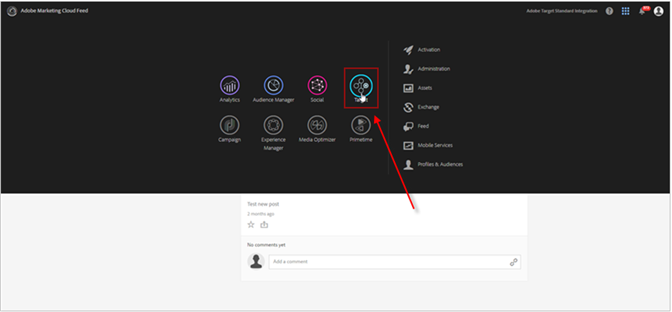 Adobe Marketing Cloud Feed
Adobe Target Standard Integration
Analytics
Audience Manager
Social
Target
Campaign
Experience
Manager
Media Optimizer
Primetime
Activation
Administration
Assets
Exchange
Feed
Mobile Services
Profiles & Audiences
Test new post
2 months ago
No comments yet
Add a comment